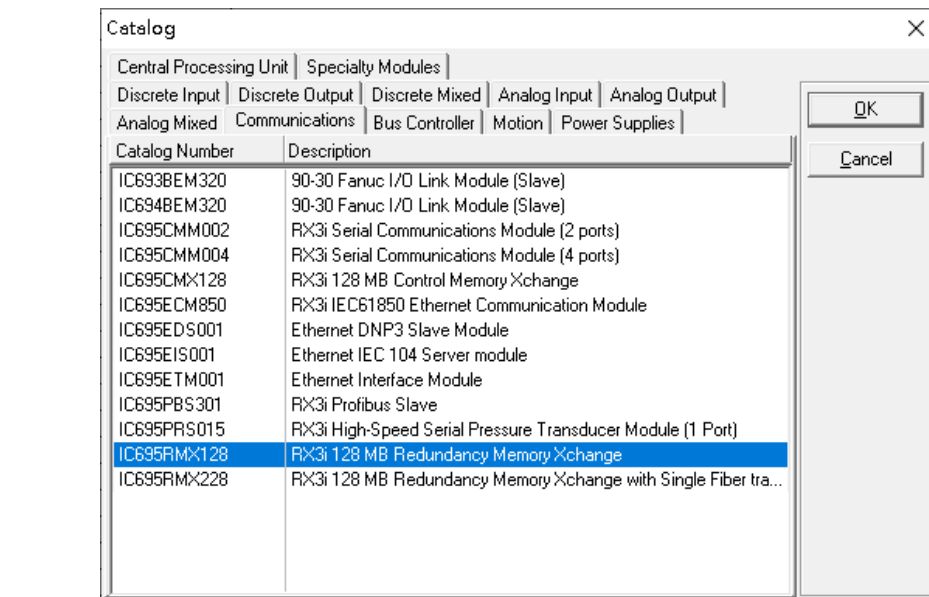 Catalog
Central Processing Unit Specialty Modules
Discrete Input Discrete Output Discrete Mixed Analog Input Analog Output
Analog Mixed Communications Bus Controller Motion Power Supplies
OK
Cancel
Catalog Number Description
IC693BEM320 90-30 Fanuc I/O Link Module (Slave)
IC694BEM320 90-30 Fanuc I/O Link Module (Slave)
IC695CMM002 RX3i Serial Communications Module (2 ports)
IC695CMM004 RX3i Serial Communications Module (4 ports)
IC695CMX128 RX3i 128 MB Control Memory Xchange
IC695ECM850 RX3i IEC61850 Ethernet Communication Module
IC695EDS001 Ethernet DNP3 Slave Module
IC695EIS001 Ethernet IEC 104 Server module
IC695ETM001 Ethernet Interface Module
IC695PBS301 RX3i Profibus Slave
IC695PRS015 RX3i High-Speed Serial Pressure Transducer Module (1 Port)
IC695RMX128 RX3i 128 MB Redundancy Memory Xchange
IC695RMX228 RX3i 128 MB Redundancy Memory Xchange with Single Fiber tra...